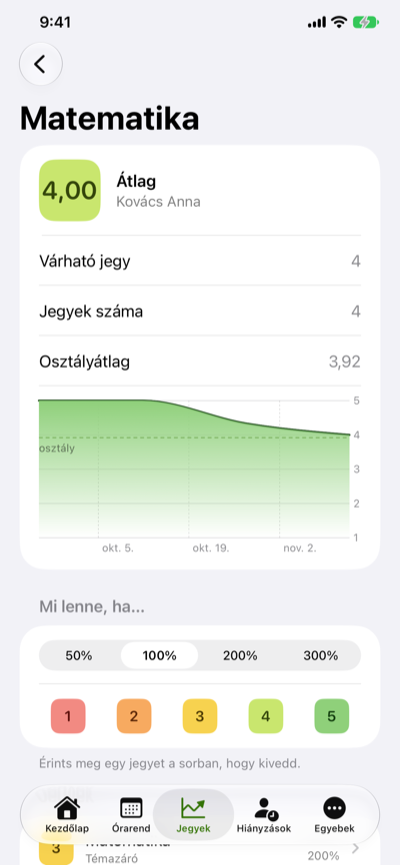 9:41
Matematika
4,00
Átlag
Kovács Anna
Várható jegy 4
Jegyek száma 4
Osztályátlag 3,92
5
4
osztály
3
2
1
okt. 5. okt. 19. nov. 2.
Mi lenne, ha...
50% 100% 200% 300%
1 2 3 4 5
Érints meg egy jegyet a sorban, hogy kivedd.
Kezdőlap Órarend Jegyek Hiányzások Egyebek
3
Témazáró 200%